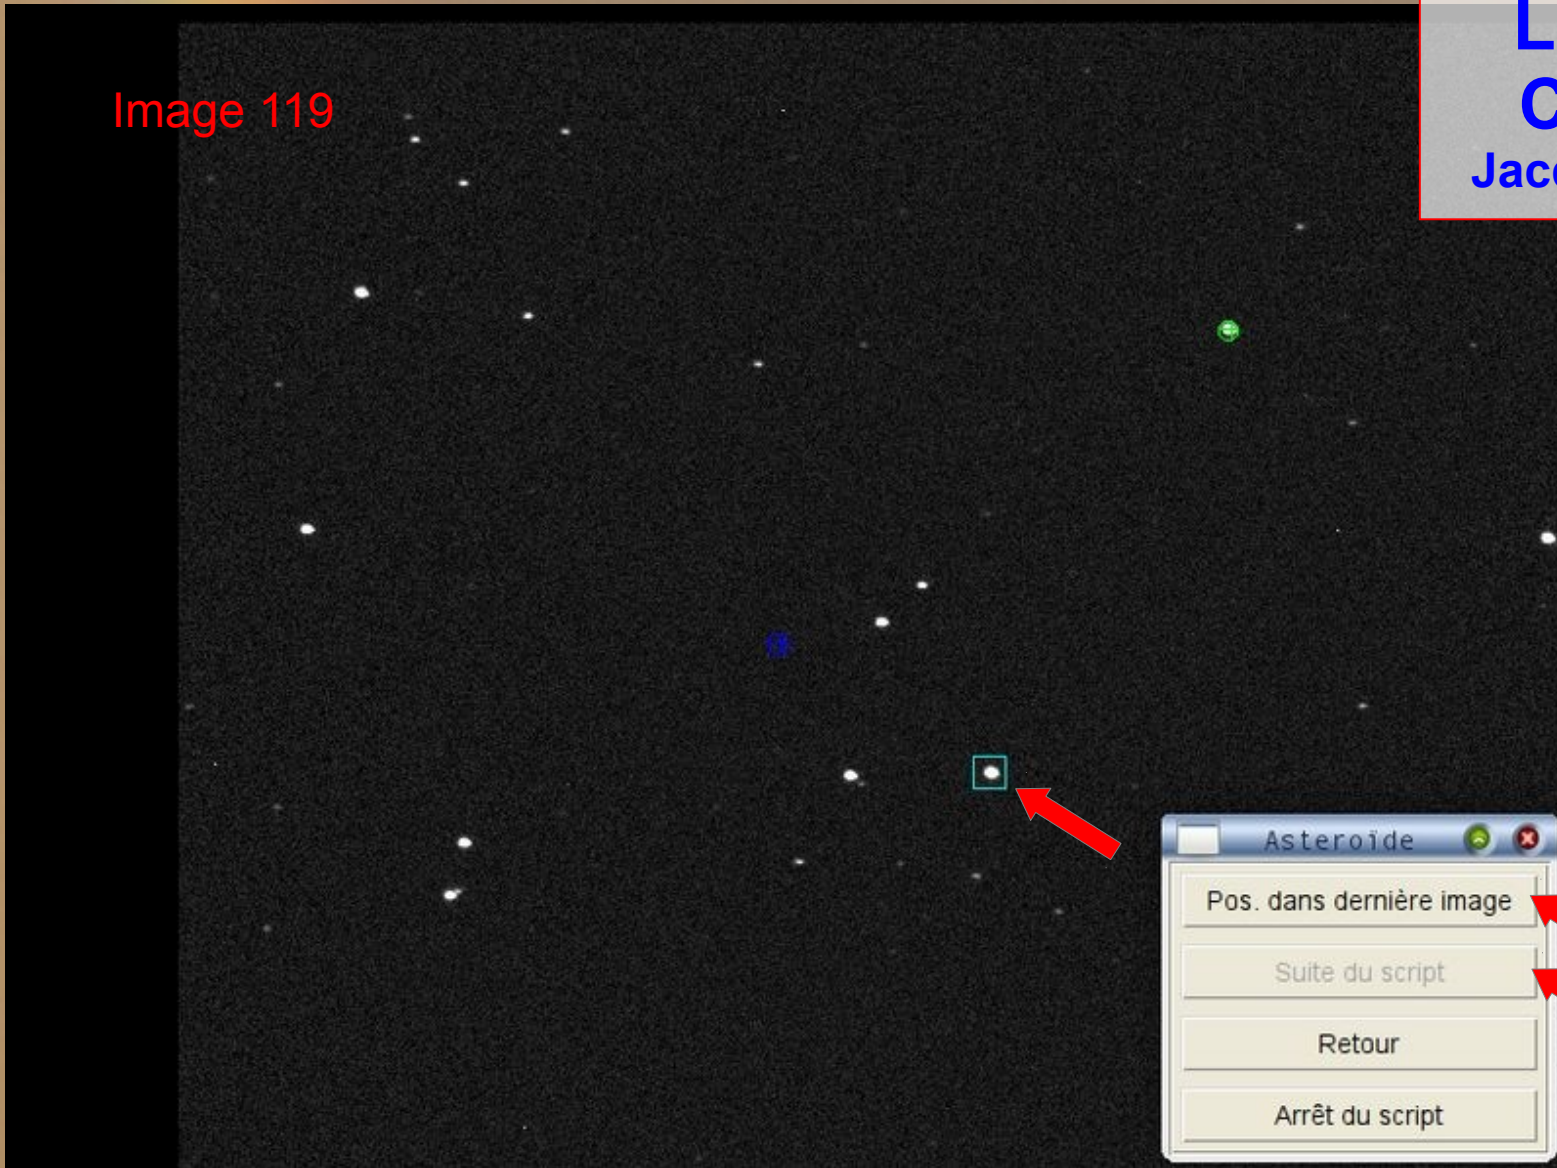 Image 119
L
C
Jac
Asteroïde
Pos. dans dernière image
Suite du script
Retour
Arrêt du script